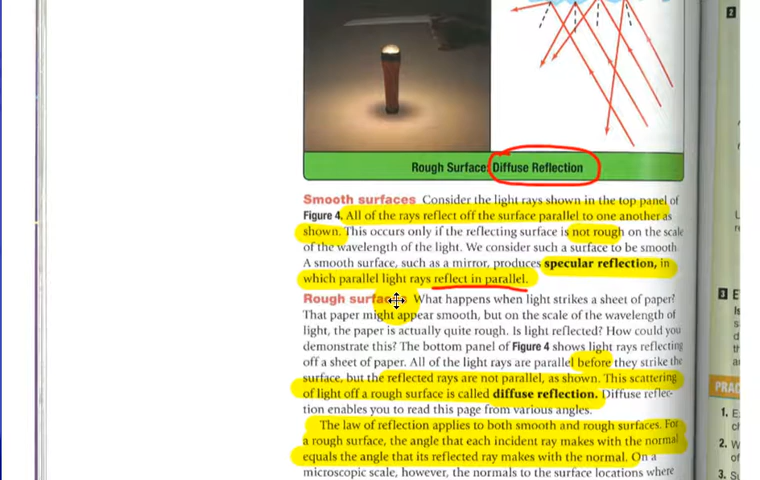 2
Rough Surface: Diffuse Reflection
Smooth surfaces Consider the light rays shown in the top panel of
Figure 4. All of the rays reflect off the surface parallel to one another as
shown. This occurs only if the reflecting surface is not rough on the scale
of the wavelength of the light. We consider such a surface to be smooth
A smooth surface, such as a mirror, produces specular reflection, in
which parallel light rays reflect in parallel.
Rough surfaces What happens when light strikes a sheet of paper?
That paper might appear smooth, but on the scale of the wavelength of
light, the paper is actually quite rough. Is light reflected? How could you
demonstrate this? The bottom panel of Figure 4 shows light rays reflecting
off a sheet of paper. All of the light rays are parallel before they strike the
surface, but the reflected rays are not parallel, as shown. This scattering
of light off a rough surface is called diffuse reflection. Diffuse reflec-
tion enables you to read this page from various angles.
The law of reflection applies to both smooth and rough surfaces. For
a rough surface, the angle that each incident ray makes with the normal
equals the angle that its reflected ray makes with the normal. On a
microscopic scale, however, the normals to the surface locations where
3 E
PRAC
1. E
2. W
of
3. S